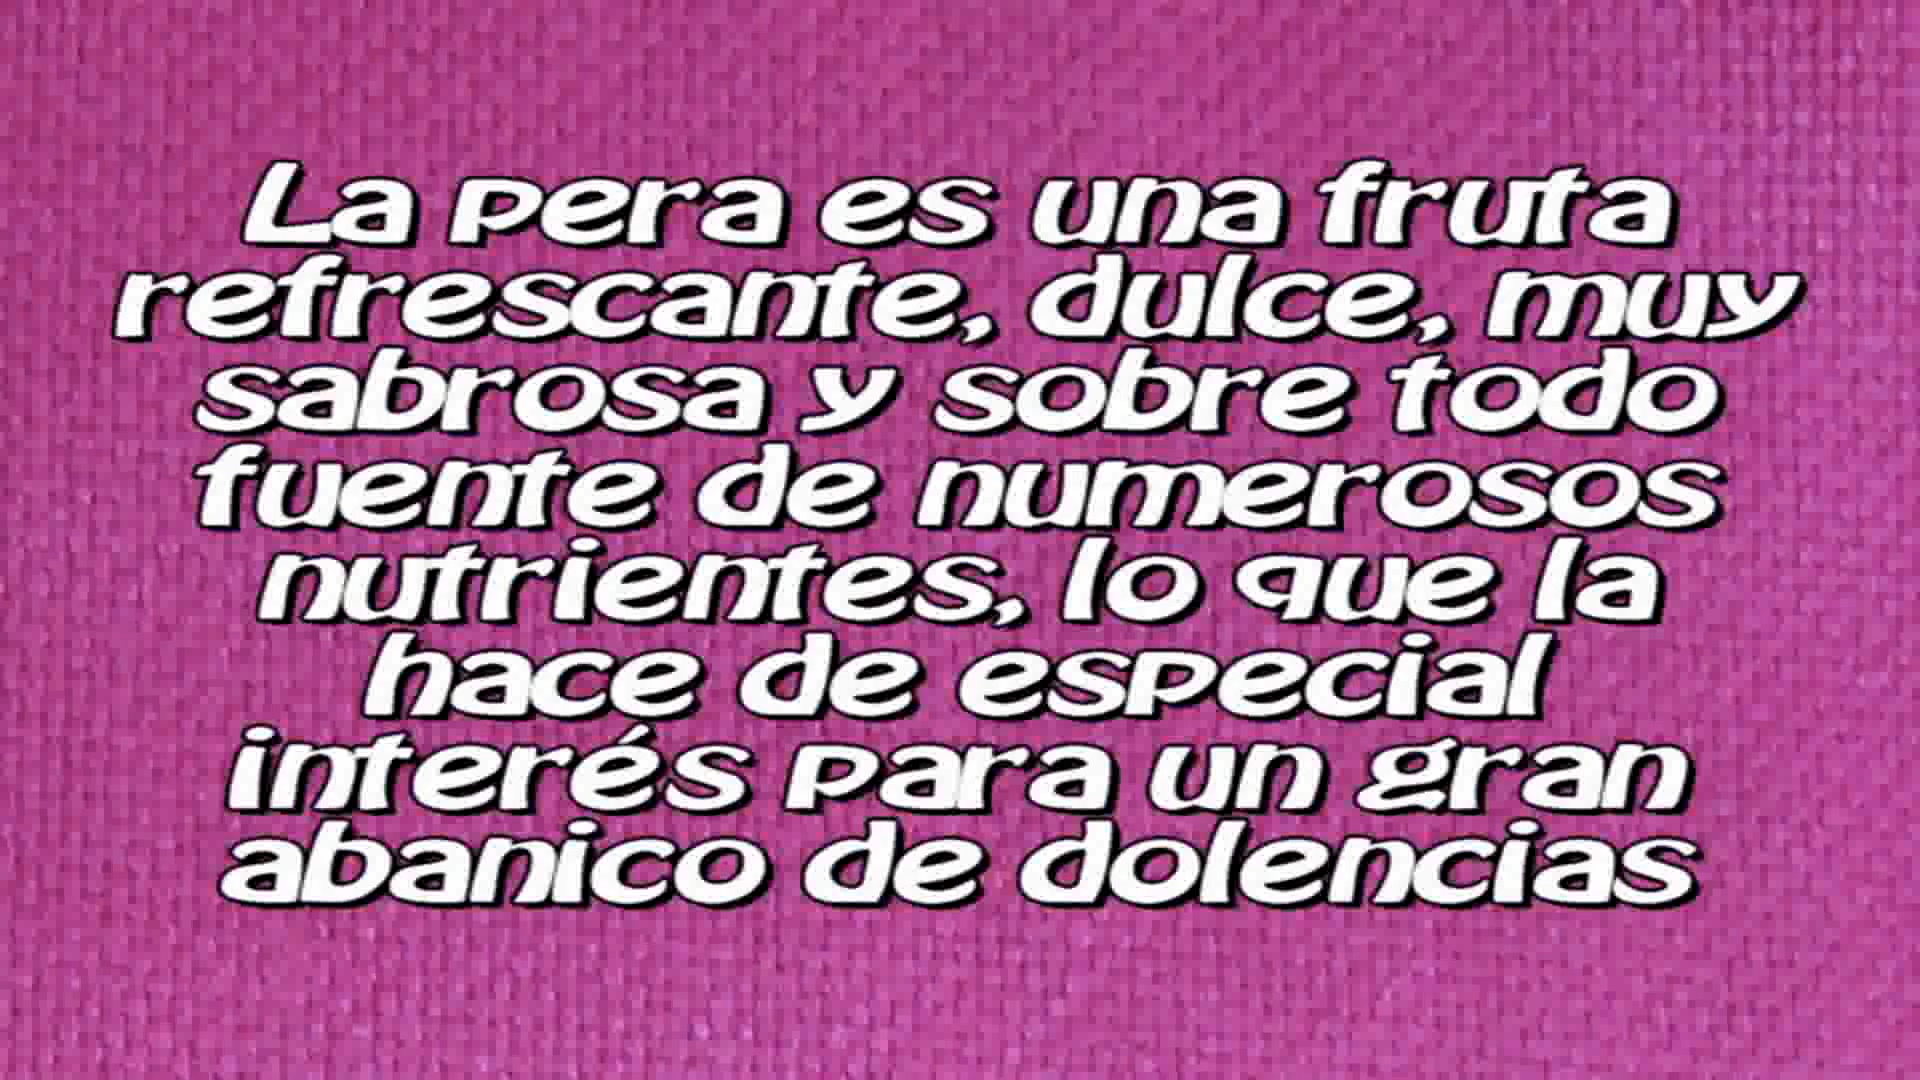 La pera es una fruta
refrescante, dulce, muy
sabrosa y sobre todo
fuente de numerosos
nutrientes, lo que la
hace de especial
interés para un gran
abanico de dolencias